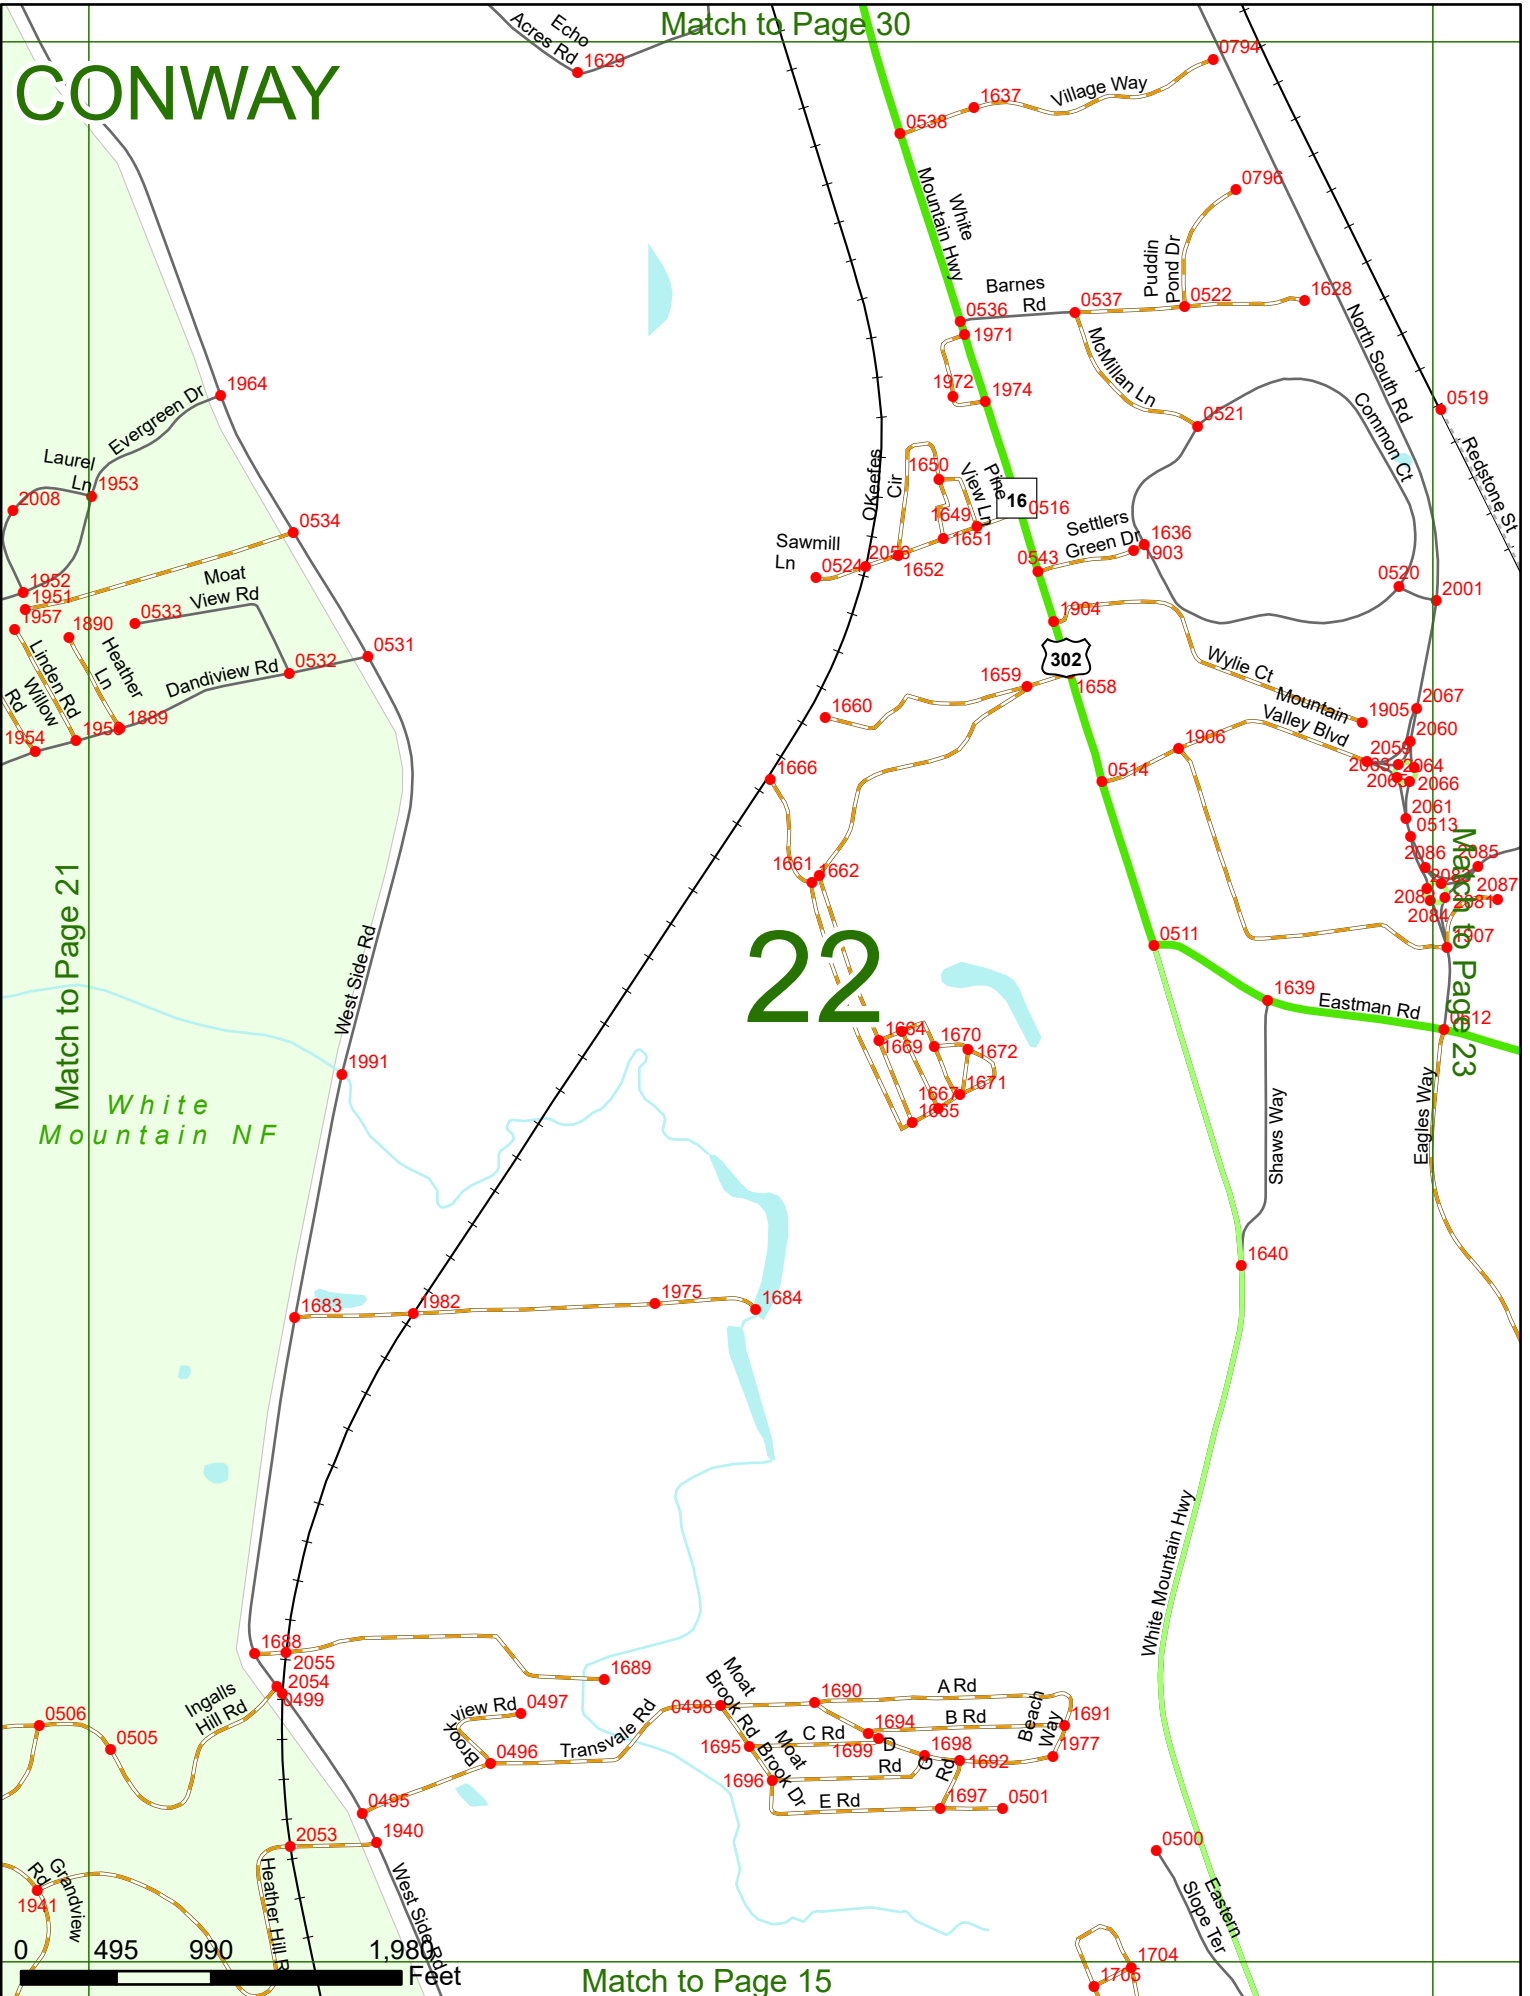 Match to Page 30
Echo
Acres Rd
1629
0794
CONWAY
Village Way
1637
0538
0796
White
Mountain Hwy
Puddin
Pond Dr
Barnes
Rd
0536
0537
0522
1628
1971
North South Rd
McMillan Ln
1972
1974
1964
Evergreen Dr
0519
0521
Common Ct
Redstone St
Laurel
Ln
1953
2008
OKeefes
Cir
1650
Pine
View Ln
16
0516
1649
1651
Settlers
Green Dr
1636
1903
0534
Sawmill
Ln
0524
1652
0543
0520
2001
1952
1951
1957
Moat
View Rd
0533
1890
1904
Heather
Ln
Linden Rd
Willow
Rd
0531
0532
Dandiview Rd
302
Wylie Ct
1659
1658
1660
1889
1954
Mountain
Valley Blvd
1905
2067
2060
1906
2064
2065
2066
0514
1666
2061
0513
1661
1662
2086
2085
2087
2081
2084
1907
Match to Page 21
Match to Page 23
West Side Rd
22
0511
1639
Eastman Rd
0512
1664
1669
1670
1672
1671
1667
1665
1991
White
Mountain NF
Shaws Way
Eagles Way
1640
1683
1982
1975
1684
White Mountain Hwy
1688
2055
2054
0499
1689
Ingalls
Hill Rd
0506
0505
view Rd
Brook
0497
0496
Transvale Rd
0498
Moat
Brook Rd
1690
A Rd
1694
B Rd
Beach
Way
1691
1695
C Rd
1699
D
Rd
1698
G
Rd
1692
1977
Moat
Brook Dr
1696
E Rd
1697
0501
0495
1940
2053
0500
Grandview
Rd
1941
Heather Hill R
West Side Rd
Eastern
Slope Ter
1704
1705
0
495
990
1,980
Feet
Match to Page 15